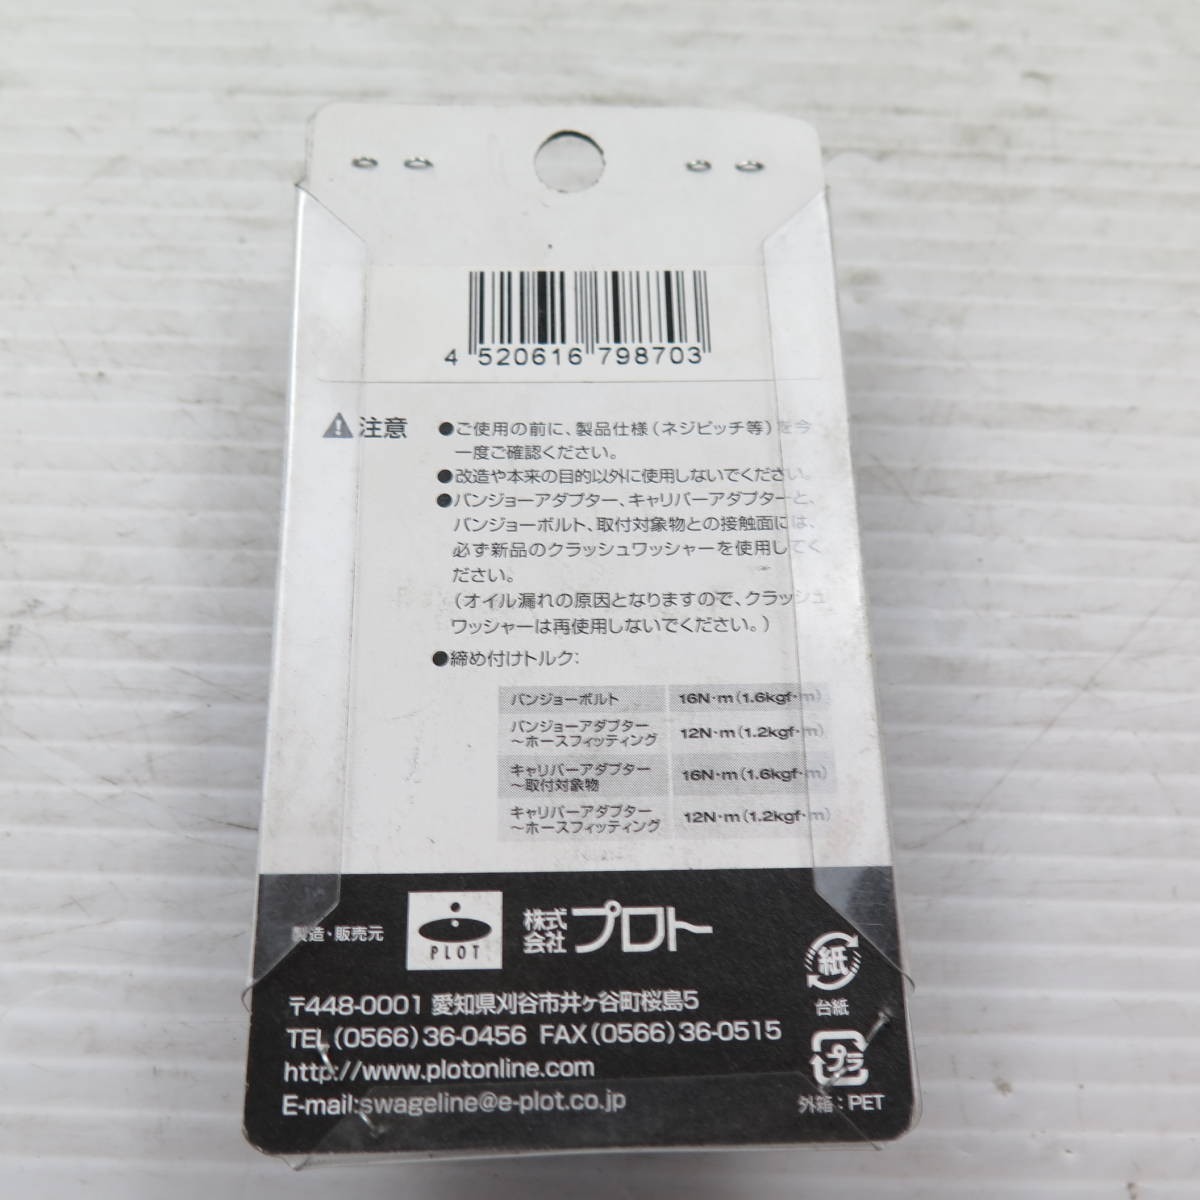 4 520616 798703
注意
●ご使用の前に、製品仕様(ネジピッチ等)を今
一度ご確認ください。
●改造や本来の目的以外に使用しないでください。
●バンジョーアダプター、キャリパーアダプターと、
バンジョーボルト、取付対象物との接触面には、
必ず新品のクラッシュワッシャーを使用してく
ださい。
(オイル漏れの原因となりますので、クラッシュ
ワッシャーは再使用しないでください。)
●締め付けトルク:
バンジョーボルト 16N・m(1.6kgf・m)
バンジョーアダプター
～ホースフィッティング 12N・m(1.2kgf・m)
キャリパーアダプター
～取付対象物 16N・m(1.6kgf・m)
キャリパーアダプター
～ホースフィッティング 12N・m(1.2kgf・m)
製造・販売元 PLOT 株式会社プロト
〒448-0001 愛知県刈谷市井ヶ谷町桜島5
TEL(0566)36-0456 FAX(0566)36-0515
http://www.plotonline.com
E-mail:swageline@e-plot.co.jp
紙
台紙
プラ
外箱:PET